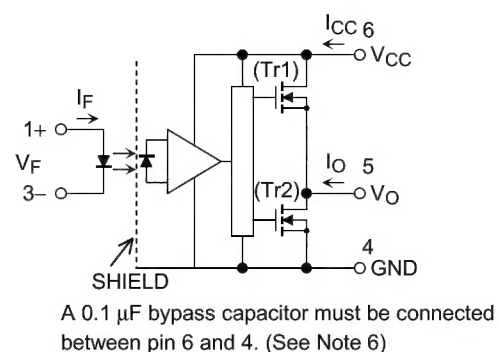 ICC 6
VCC
(Tr1)
IF
1+
VF
3−
IO 5
VO
(Tr2)
4
GND
SHIELD
A 0.1 μF bypass capacitor must be connected
between pin 6 and 4. (See Note 6)